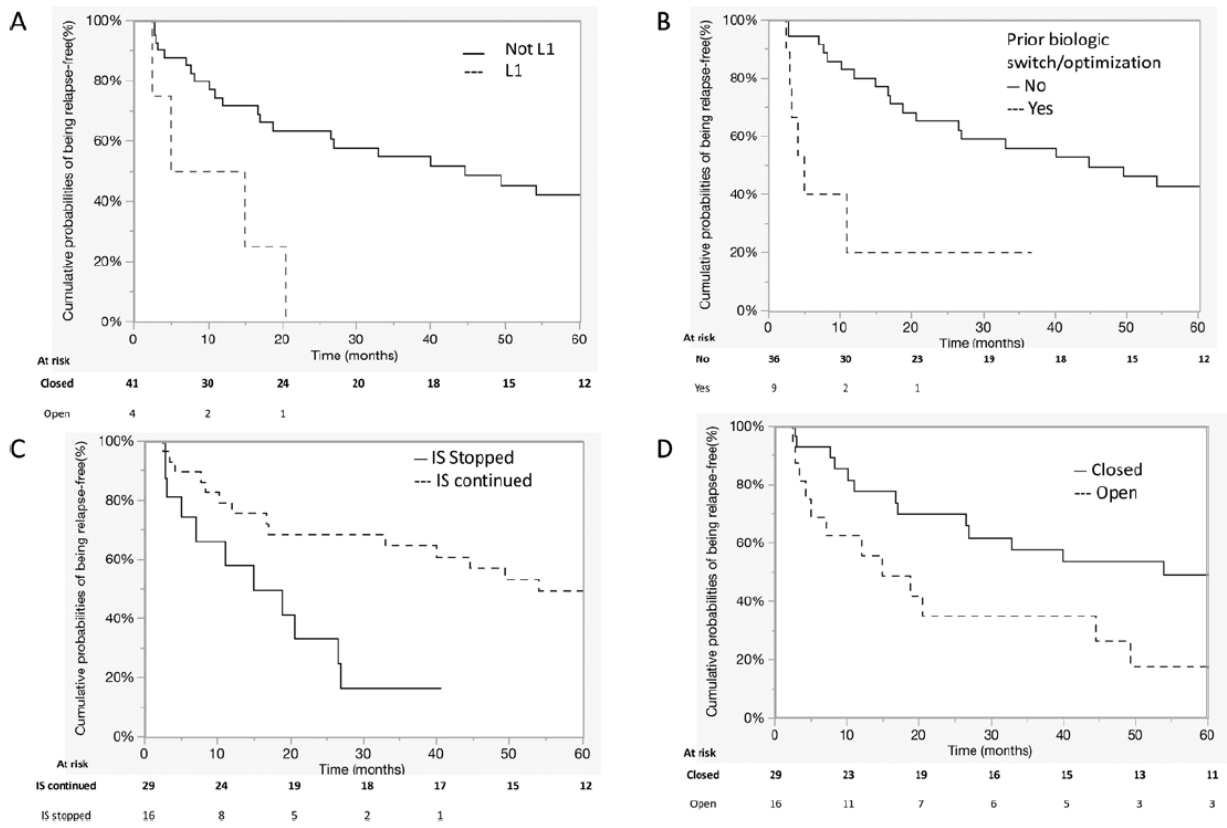 A
Cumulative probabilities of being relapse-free(%)
100%
80%
60%
40%
20%
0%
Not L1
L1
0 10 20 30 40 50 60
Time (months)
At risk
Closed 41 30 24 20 18 15 12
Open 4 2 1
B
Cumulative probabilities of being relapse-free(%)
100%
80%
60%
40%
20%
0%
Prior biologic
switch/optimization
No
Yes
0 10 20 30 40 50 60
Time (months)
At risk
No 36 30 23 19 18 15 12
Yes 9 2 1
C
Cumulative probabilities of being relapse-free(%)
100%
80%
60%
40%
20%
0%
IS Stopped
IS continued
0 10 20 30 40 50 60
Time (months)
At risk
IS continued 29 24 19 18 17 15 12
IS stopped 16 8 5 2 1
D
Cumulative probabilities of being relapse-free(%)
100%
80%
60%
40%
20%
0%
Closed
Open
0 10 20 30 40 50 60
Time (months)
At risk
Closed 29 23 19 16 15 13 11
Open 16 11 7 6 5 3 3